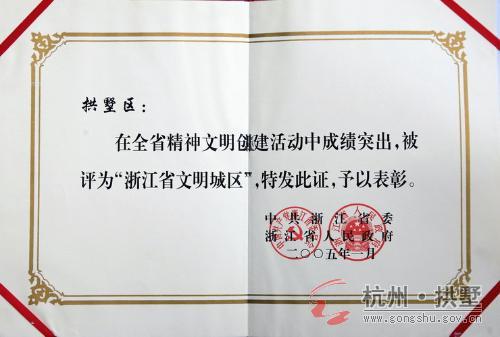 拱墅区：
在全省精神文明创建活动中成绩突出，被
评为“浙江省文明城区”，特发此证，予以表彰。
中共浙江省委
浙江省人民政府
二〇〇五年一月
杭州·拱墅
www.gongshu.gov.cn